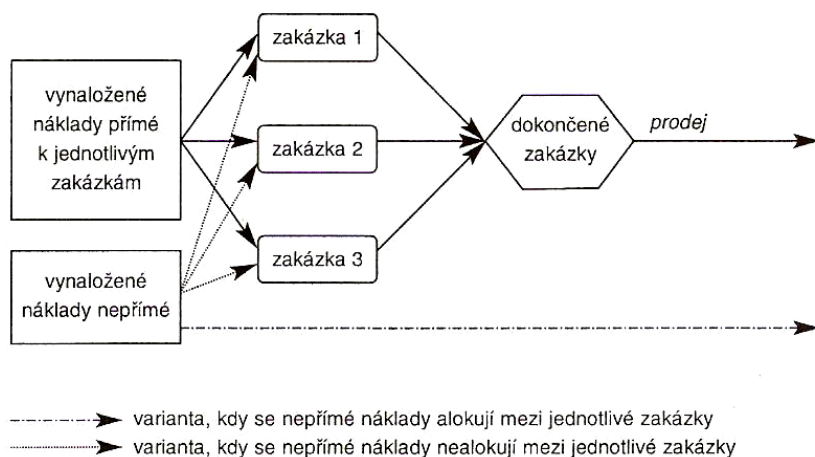 zakázka 1
vynaložené
náklady přímé
k jednotlivým
zakázkám
zakázka 2
dokončené
zakázky
prodej
zakázka 3
vynaložené
náklady nepřímé
varianta, kdy se nepřímé náklady alokují mezi jednotlivé zakázky
varianta, kdy se nepřímé náklady nealokují mezi jednotlivé zakázky